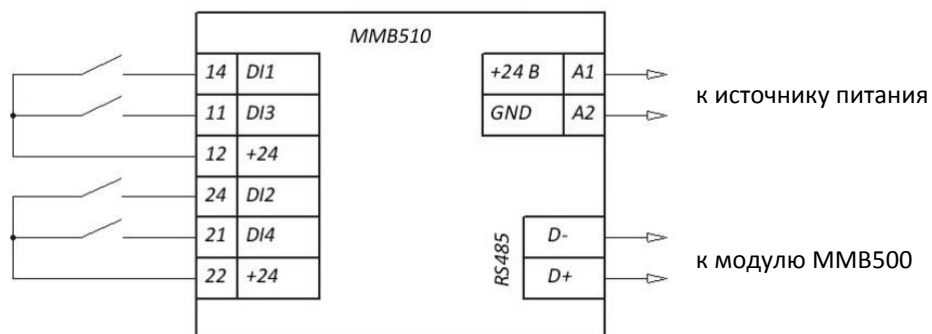 MMB510
14 DI1
11 DI3
12 +24
24 DI2
21 DI4
22 +24
+24 В A1
GND A2
к источнику питания
RS485
D-
D+
к модулю MMB500